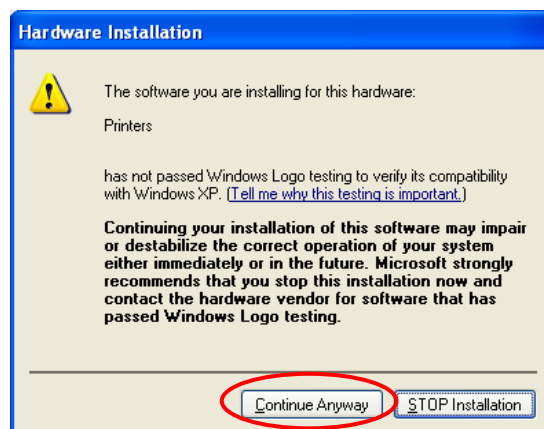 Hardware Installation
The software you are installing for this hardware:
Printers
has not passed Windows Logo testing to verify its compatibility
with Windows XP. (Tell me why this testing is important.)
Continuing your installation of this software may impair
or destabilize the correct operation of your system
either immediately or in the future. Microsoft strongly
recommends that you stop this installation now and
contact the hardware vendor for software that has
passed Windows Logo testing.
Continue Anyway
STOP Installation